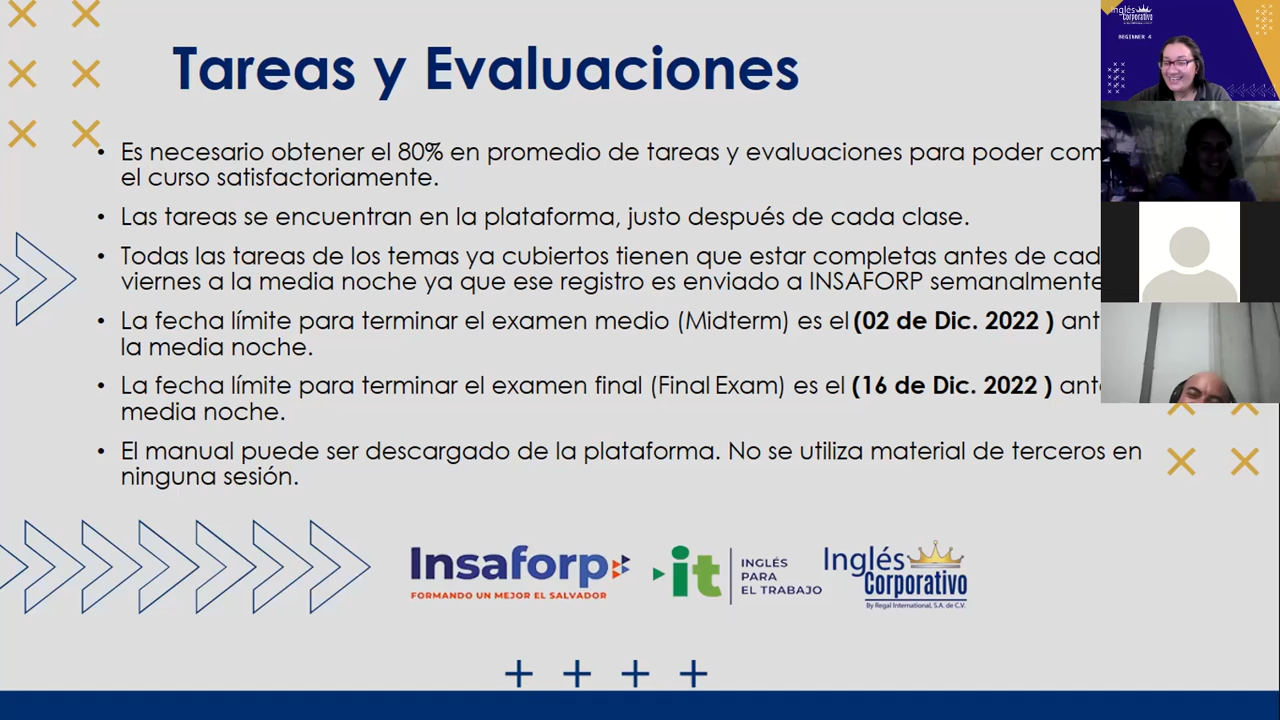 Tareas y Evaluaciones
• Es necesario obtener el 80% en promedio de tareas y evaluaciones para poder
el curso satisfactoriamente.
• Las tareas se encuentran en la plataforma, justo después de cada clase.
• Todas las tareas de los temas ya cubiertos tienen que estar completas antes de
viernes a la media noche ya que ese registro es enviado a INSAFORP semanalmente
• La fecha límite para terminar el examen medio (Midterm) es el (02 de Dic. 2022 )
la media noche.
• La fecha límite para terminar el examen final (Final Exam) es el (16 de Dic. 2022 )
media noche.
• El manual puede ser descargado de la plataforma. No se utiliza material de terceros en
ninguna sesión.
Insaforp
FORMANDO UN MEJOR EL SALVADOR
it
INGLÉS
PARA
EL TRABAJO
Inglés
Corporativo
By Regal International, S.A. de C.V.
Inglés
Corporativo
BEGINNER 4